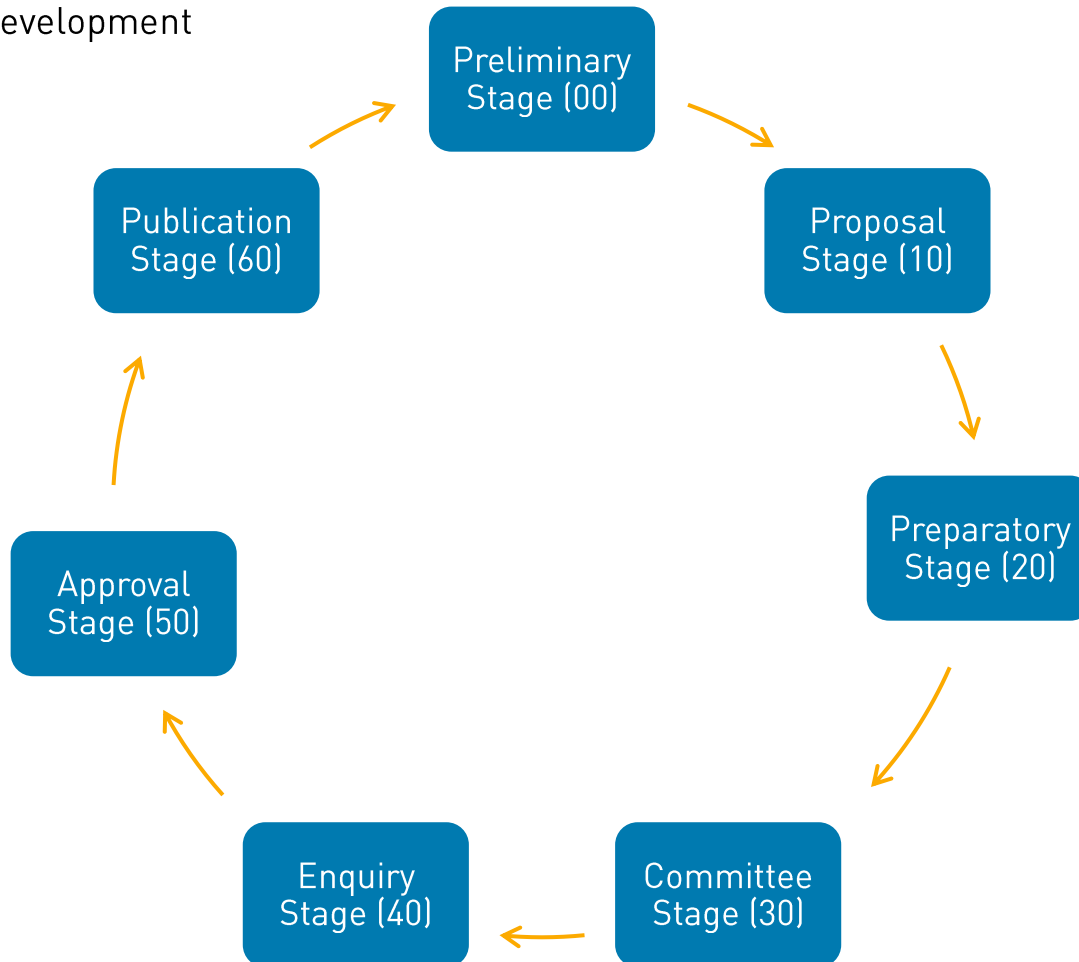 evelopment
Preliminary
Stage (00)
Proposal
Stage (10)
Preparatory
Stage (20)
Committee
Stage (30)
Enquiry
Stage (40)
Approval
Stage (50)
Publication
Stage (60)